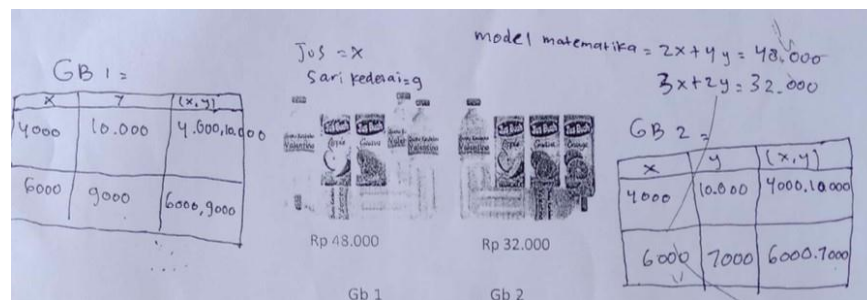 GB 1 =
x y (x,y)
4000 10.000 4.000,10.000
6000 9000 6000,9000
Jus = x
Sari kedelai = y
model matematika = 2x + 4y = 48.000
3x + 2y = 32.000
Rp 48.000
Rp 32.000
Gb 1
Gb 2
GB 2 =
x y (x,y)
4000 10.000 4000,10.000
6000 7000 6000.7000